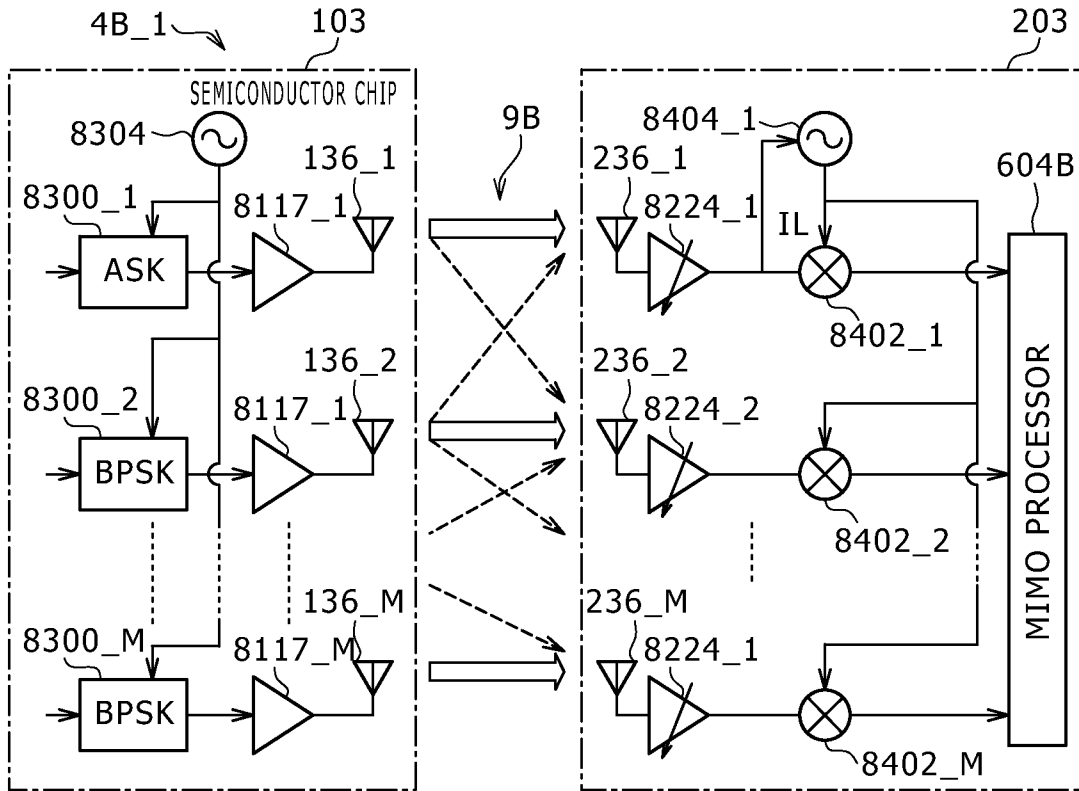 4B_1
103
203
SEMICONDUCTOR CHIP
8304
9B
8404_1
136_1
236_1
604B
8300_1
8117_1
8224_1
IL
ASK
8402_1
136_2
236_2
8300_2
8117_1
8224_2
BPSK
8402_2
MIMO PROCESSOR
136_M
236_M
8300_M
8117_M
8224_1
BPSK
8402_M